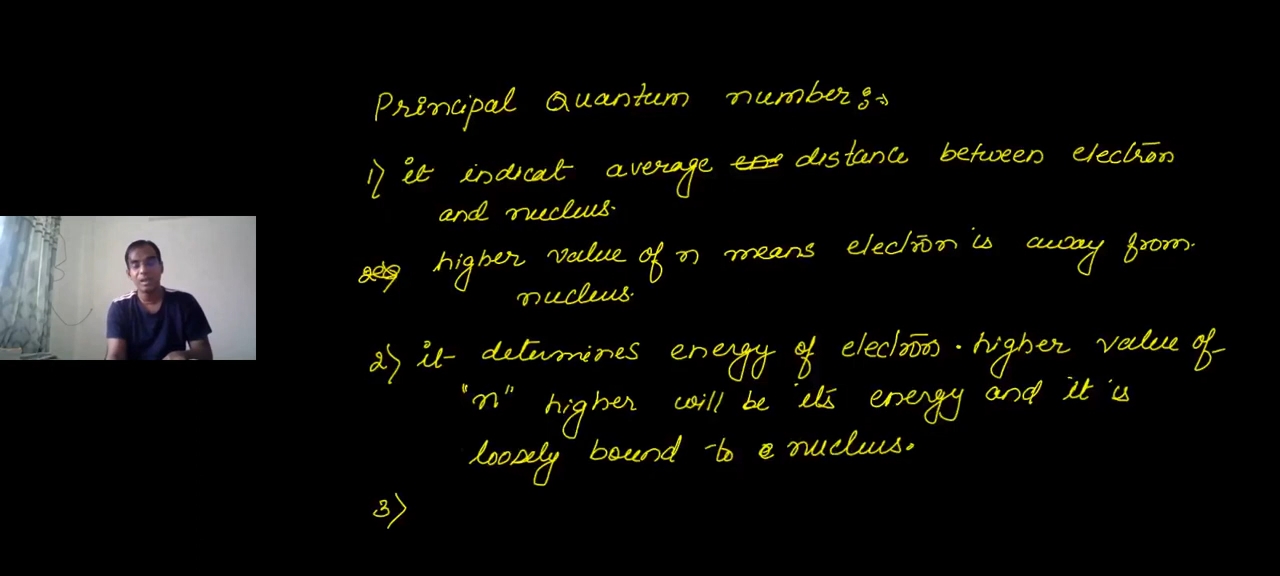 Principal Quantum number :→
1) it indicat average distance between electron
and nucleus.
higher value of n means electron is away from
nucleus.
2) it determines energy of electron. higher value of
"n" higher will be its energy and it is
loosely bound to nucleus.
3)